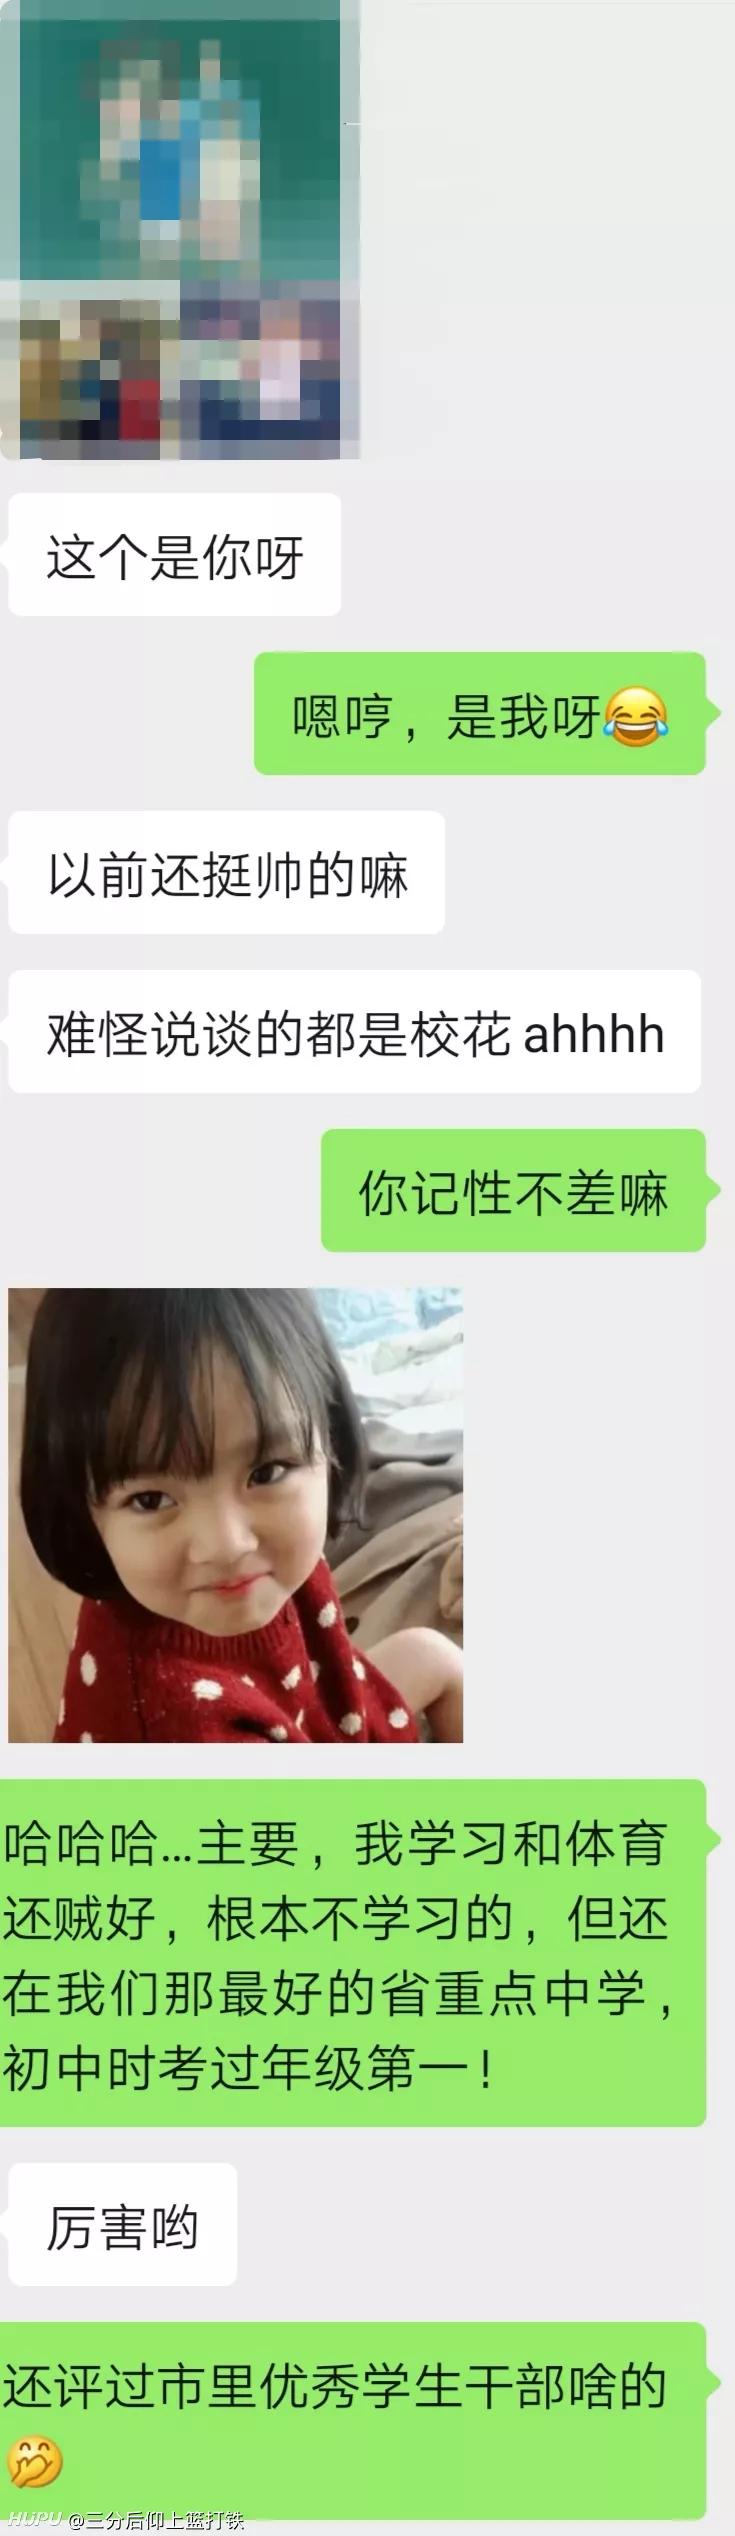 这个是你呀
嗯哼，是我呀😂
以前还挺帅的嘛
难怪说谈的都是校花 ahhhh
你记性不差嘛
哈哈哈...主要，我学习和体育
还贼好，根本不学习的，但还
在我们那最好的省重点中学，
初中时考过年级第一！
厉害哟
还评过市里优秀学生干部啥的
🤭
HUPU @三分后仰上篮打铁